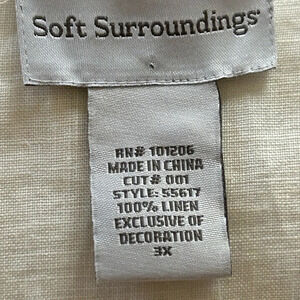 Soft Surroundings®
RN# 101206
MADE IN CHINA
CUT# 001
STYLE: 55617
100% LINEN
EXCLUSIVE OF
DECORATION
3X